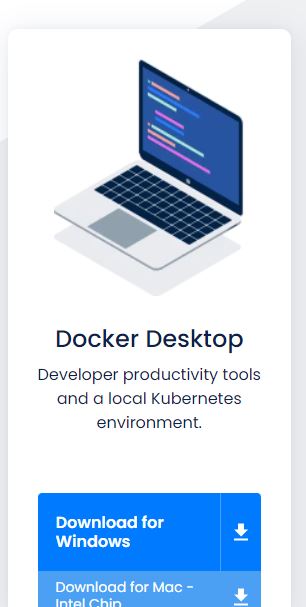 Docker Desktop
Developer productivity tools
and a local Kubernetes
environment.
Download for
Windows
Download for Mac -
Intel Chip